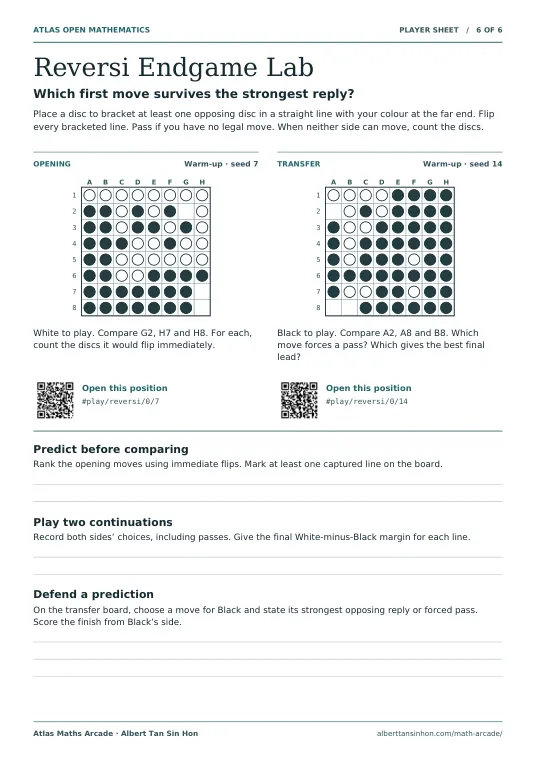 ATLAS OPEN MATHEMATICS
PLAYER SHEET / 6 OF 6
Reversi Endgame Lab
Which first move survives the strongest reply?
Place a disc to bracket at least one opposing disc in a straight line with your colour at the far end. Flip
every bracketed line. Pass if you have no legal move. When neither side can move, count the discs.
OPENING
Warm-up · seed 7
A B C D E F G H
1
2
3
4
5
6
7
8
White to play. Compare G2, H7 and H8. For each,
count the discs it would flip immediately.
Open this position
#play/reversi/0/7
TRANSFER
Warm-up · seed 14
A B C D E F G H
1
2
3
4
5
6
7
8
Black to play. Compare A2, A8 and B8. Which
move forces a pass? Which gives the best final
lead?
Open this position
#play/reversi/0/14
Predict before comparing
Rank the opening moves using immediate flips. Mark at least one captured line on the board.
Play two continuations
Record both sides’ choices, including passes. Give the final White-minus-Black margin for each line.
Defend a prediction
On the transfer board, choose a move for Black and state its strongest opposing reply or forced pass.
Score the finish from Black’s side.
Atlas Maths Arcade · Albert Tan Sin Hon
alberttansinhon.com/math-arcade/